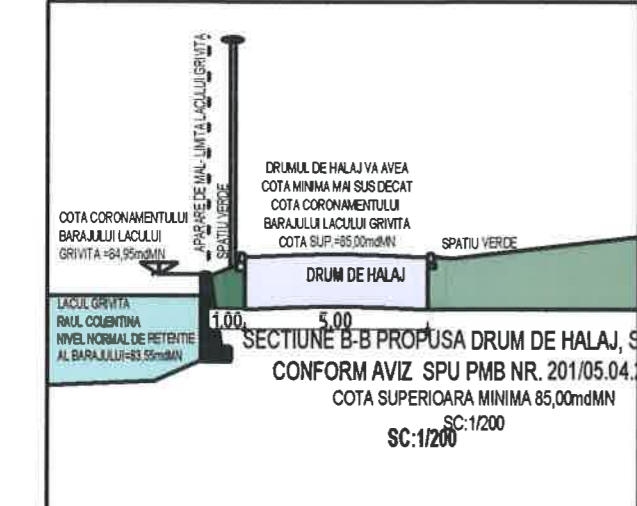 APARARE DE MAL- LIMITA LACULUI GRIVITA
SPATIU VERDE
DRUMUL DE HALAJ VA AVEA
COTA MINIMA MAI SUS DECAT
COTA CORONAMENTULUI
BARAJULUI LACULUI GRIVITA
COTA SUP.=85,00mdMN
COTA CORONAMENTULUI
BARAJULUI LACULUI
GRIVITA =84,95mdMN
SPATIU VERDE
DRUM DE HALAJ
LACUL GRIVITA
RAUL COLENTINA
NIVEL NORMAL DE RETENTIE
AL BARAJULUI=83,55mdMN
1.00 5.00
SECTIUNE B-B PROPUSA DRUM DE HALAJ, S
CONFORM AVIZ SPU PMB NR. 201/05.04.2
COTA SUPERIOARA MINIMA 85,00mdMN
SC:1/200
SC:1/200